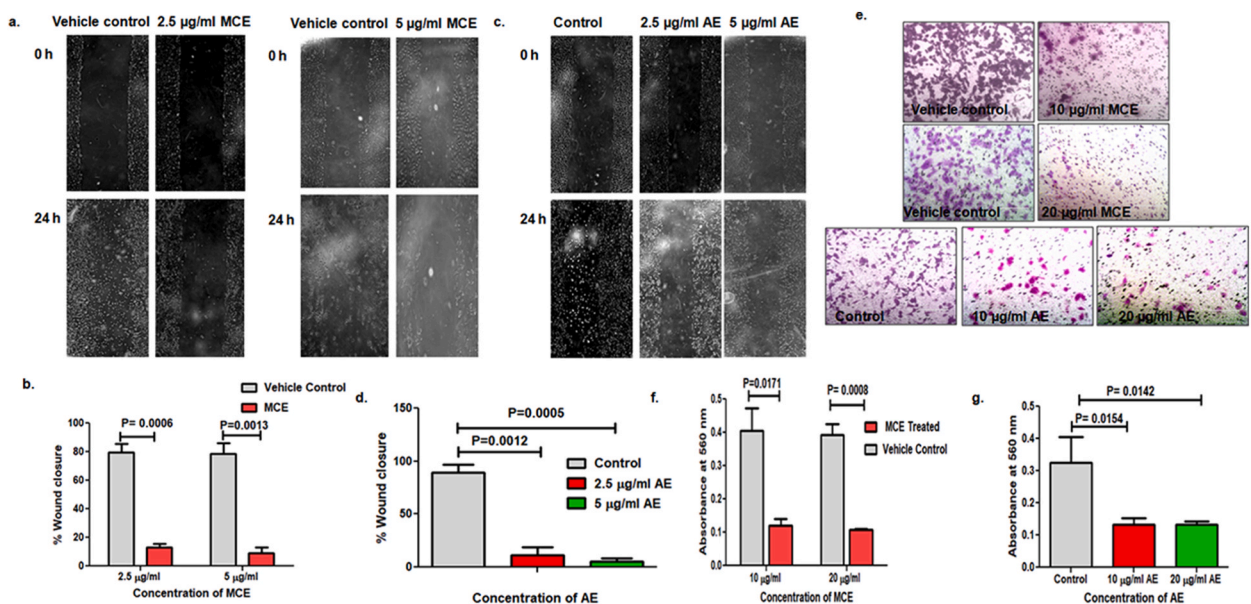 a.
Vehicle control 2.5 µg/ml MCE
0 h
24 h
Vehicle control 5 µg/ml MCE
0 h
24 h
c.
Control 2.5 µg/ml AE 5 µg/ml AE
0 h
24 h
e.
Vehicle control
10 µg/ml MCE
Vehicle control
20 µg/ml MCE
Control
10 µg/ml AE
20 µg/ml AE
b.
Vehicle Control
MCE
P=0.0006
P=0.0013
% Wound closure
100
80
60
40
20
0
2.5 µg/ml
5 µg/ml
Concentration of MCE
d.
% Wound closure
150
100
50
0
P=0.0005
P=0.0012
Control
2.5 µg/ml AE
5 µg/ml AE
Concentration of AE
f.
Absorbance at 560 nm
0.5
0.4
0.3
0.2
0.1
0.0
P=0.0171
P= 0.0008
MCE Treated
Vehicle Control
10 µg/ml
20 µg/ml
Concentration of MCE
g.
Absorbance at 560 nm
0.5
0.4
0.3
0.2
0.1
0.0
P= 0.0142
P= 0.0154
Control
10 µg/ml AE
20 µg/ml AE
Concentration of AE